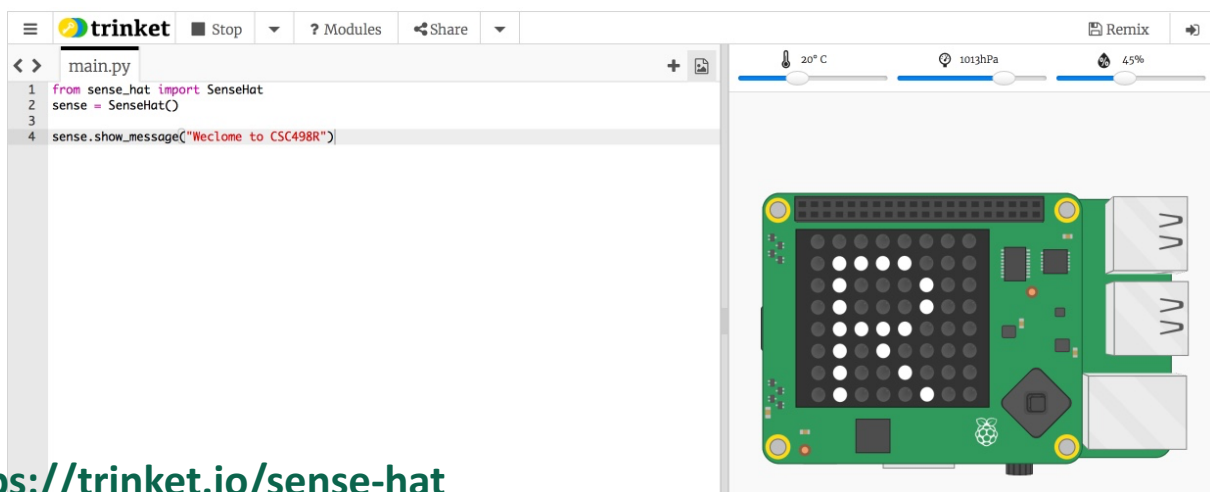 trinket Stop ? Modules Share Remix
main.py
20° C 1013hPa 45%
1 from sense_hat import SenseHat
2 sense = SenseHat()
3
4 sense.show_message("Weclome to CSC498R")
R
ps://trinket.io/sense-hat